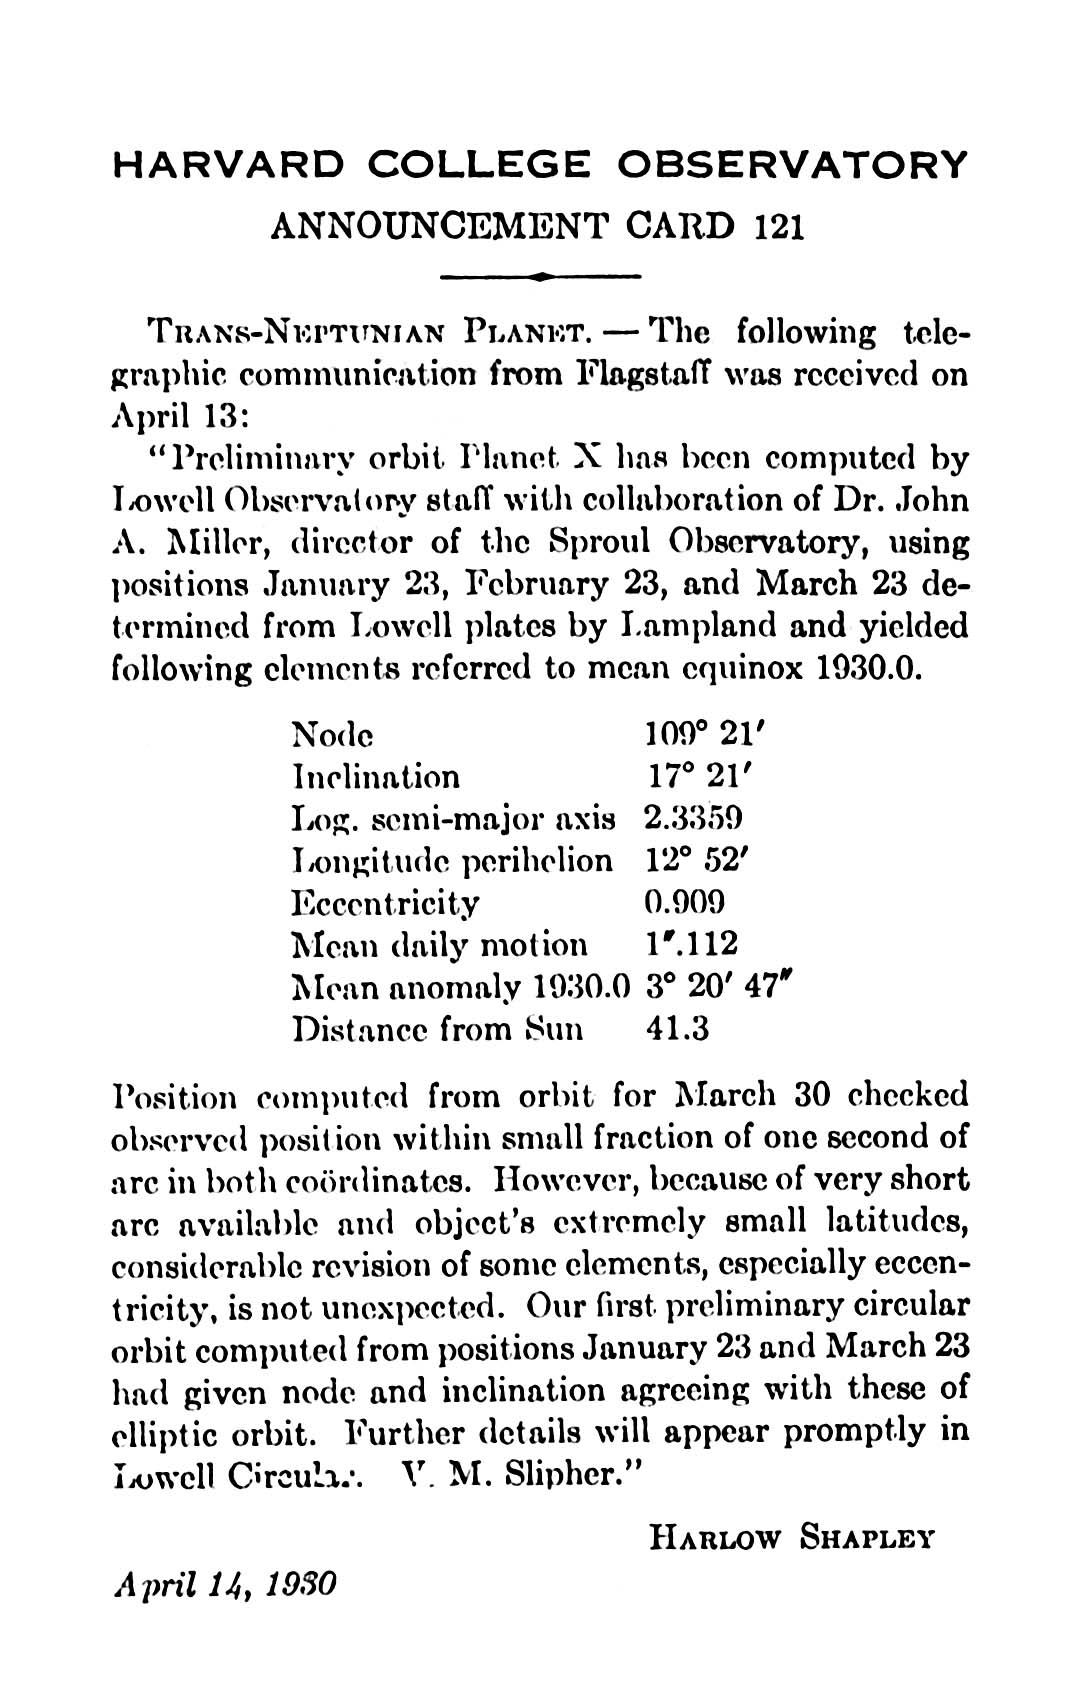 HARVARD COLLEGE OBSERVATORY
ANNOUNCEMENT CARD 121
TRANS-NEPTUNIAN PLANET. — The following tele-
graphic communication from Flagstaff was received on
April 13:
"Preliminary orbit Planet X has been computed by
Lowell Observatory staff with collaboration of Dr. John
A. Miller, director of the Sproul Observatory, using
positions January 23, February 23, and March 23 de-
termined from Lowell plates by Lampland and yielded
following elements referred to mean equinox 1930.0.
Node 109° 21′
Inclination 17° 21′
Log. semi-major axis 2.3359
Longitude perihelion 12° 52′
Eccentricity 0.909
Mean daily motion 1″.112
Mean anomaly 1930.0 3° 20′ 47″
Distance from Sun 41.3
Position computed from orbit for March 30 checked
observed position within small fraction of one second of
arc in both coördinates. However, because of very short
arc available and object's extremely small latitudes,
considerable revision of some elements, especially eccen-
tricity, is not unexpected. Our first preliminary circular
orbit computed from positions January 23 and March 23
had given node and inclination agreeing with these of
elliptic orbit. Further details will appear promptly in
Lowell Circular. V. M. Slipher."
HARLOW SHAPLEY
April 14, 1930